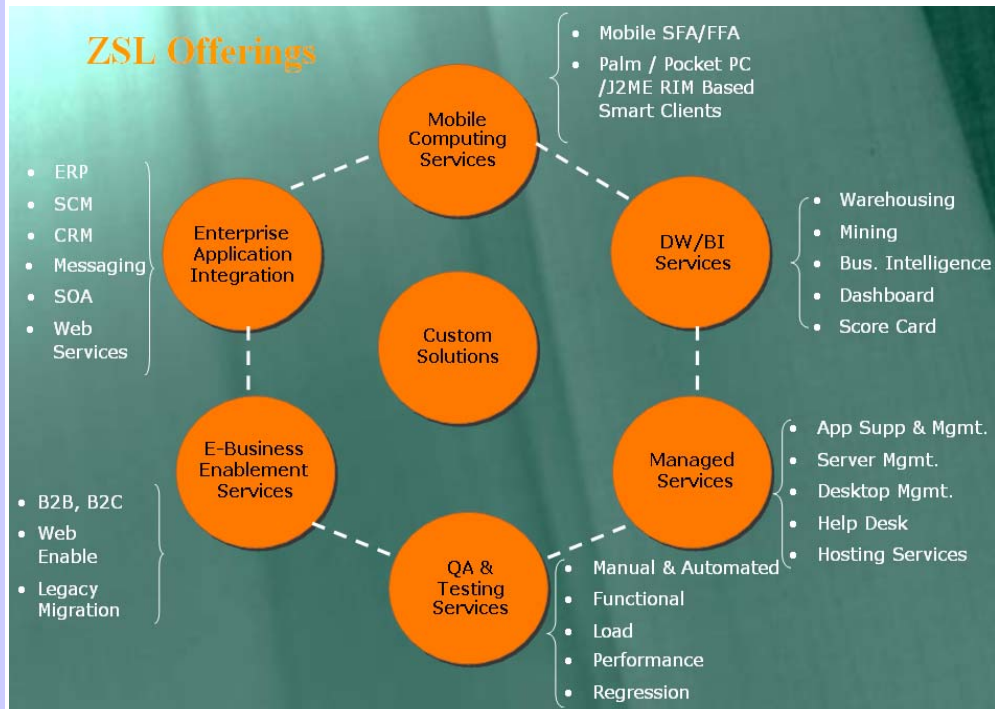 ZSL Offerings
Mobile
Computing
Services
• Mobile SFA/FFA
• Palm / Pocket PC
/J2ME RIM Based
Smart Clients
DW/BI
Services
• Warehousing
• Mining
• Bus. Intelligence
• Dashboard
• Score Card
Managed
Services
• App Supp & Mgmt.
• Server Mgmt.
• Desktop Mgmt.
• Help Desk
• Hosting Services
QA &
Testing
Services
• Manual & Automated
• Functional
• Load
• Performance
• Regression
E-Business
Enablement
Services
• B2B, B2C
• Web
Enable
• Legacy
Migration
Enterprise
Application
Integration
• ERP
• SCM
• CRM
• Messaging
• SOA
• Web
Services
Custom
Solutions